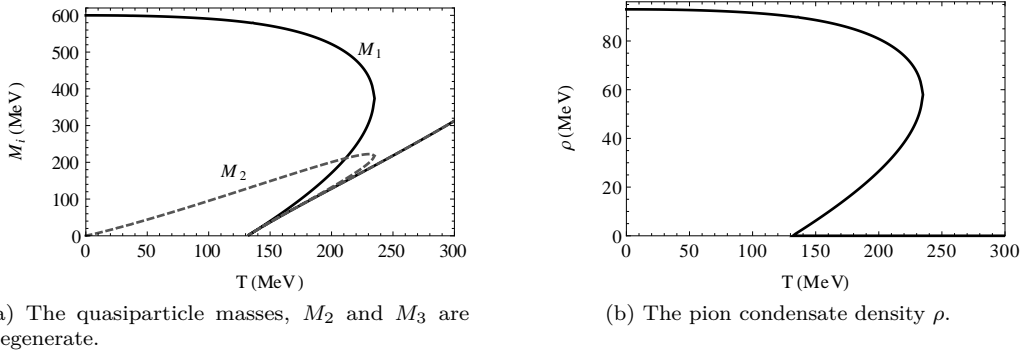 600
500
400
300
200
100
0
M_i (MeV)
M_1
M_2
0 50 100 150 200 250 300
T (MeV)
80
60
40
20
0
ρ (MeV)
0 50 100 150 200 250 300
T (MeV)
) The quasiparticle masses, M_2 and M_3 are
egenerate.
(b) The pion condensate density ρ.